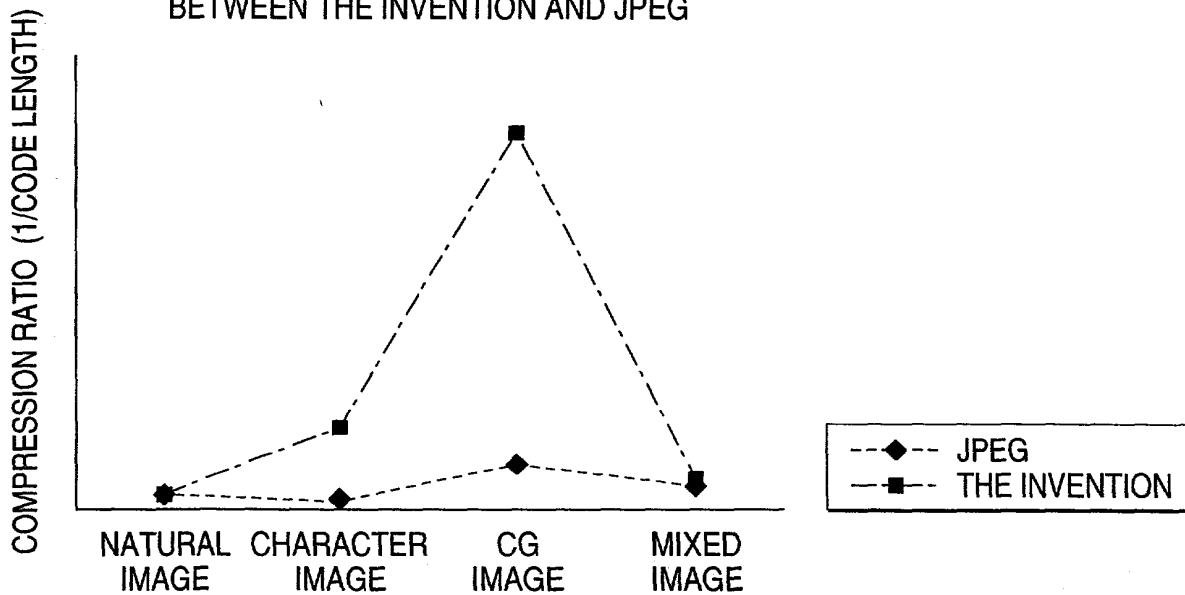 BETWEEN THE INVENTION AND JPEG
COMPRESSION RATIO (1/CODE LENGTH)
JPEG
THE INVENTION
NATURAL IMAGE
CHARACTER IMAGE
CG IMAGE
MIXED IMAGE